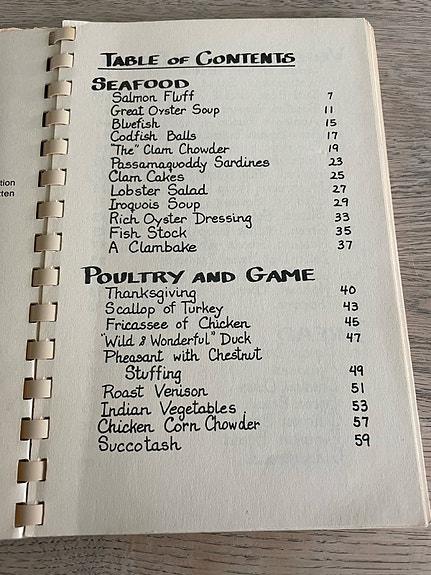 TABLE OF CONTENTS
SEAFOOD
Salmon Fluff 7
Great Oyster Soup 11
Bluefish 15
Codfish Balls 17
"The" Clam Chowder 19
Passamaquoddy Sardines 23
Clam Cakes 25
Lobster Salad 27
Iroquois Soup 29
Rich Oyster Dressing 33
Fish Stock 35
A Clambake 37
POULTRY AND GAME
Thanksgiving 40
Scallop of Turkey 43
Fricassee of Chicken 45
"Wild & Wonderful" Duck 47
Pheasant with Chestnut
Stuffing 49
Roast Venison 51
Indian Vegetables 53
Chicken Corn Chowder 57
Succotash 59